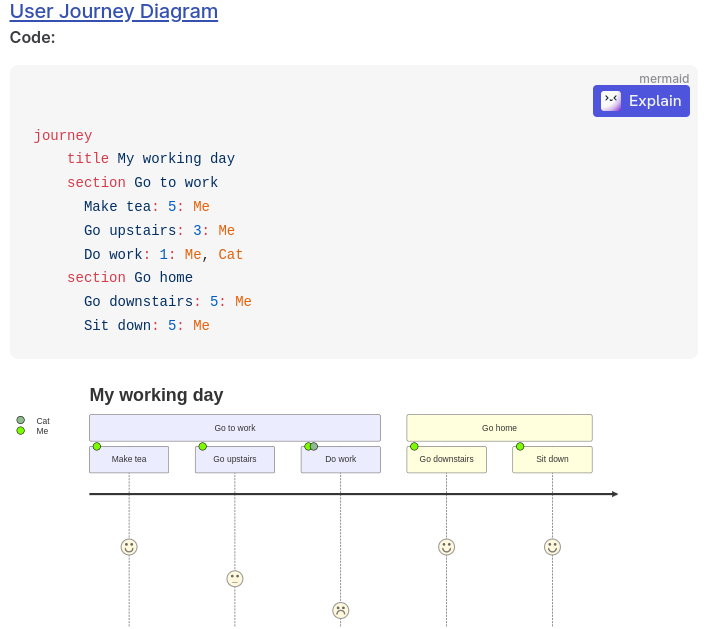 User Journey Diagram
Code:
mermaid
Explain
journey
title My working day
section Go to work
Make tea: 5: Me
Go upstairs: 3: Me
Do work: 1: Me, Cat
section Go home
Go downstairs: 5: Me
Sit down: 5: Me
My working day
Cat
Me
Go to work
Go home
Make tea
Go upstairs
Do work
Go downstairs
Sit down